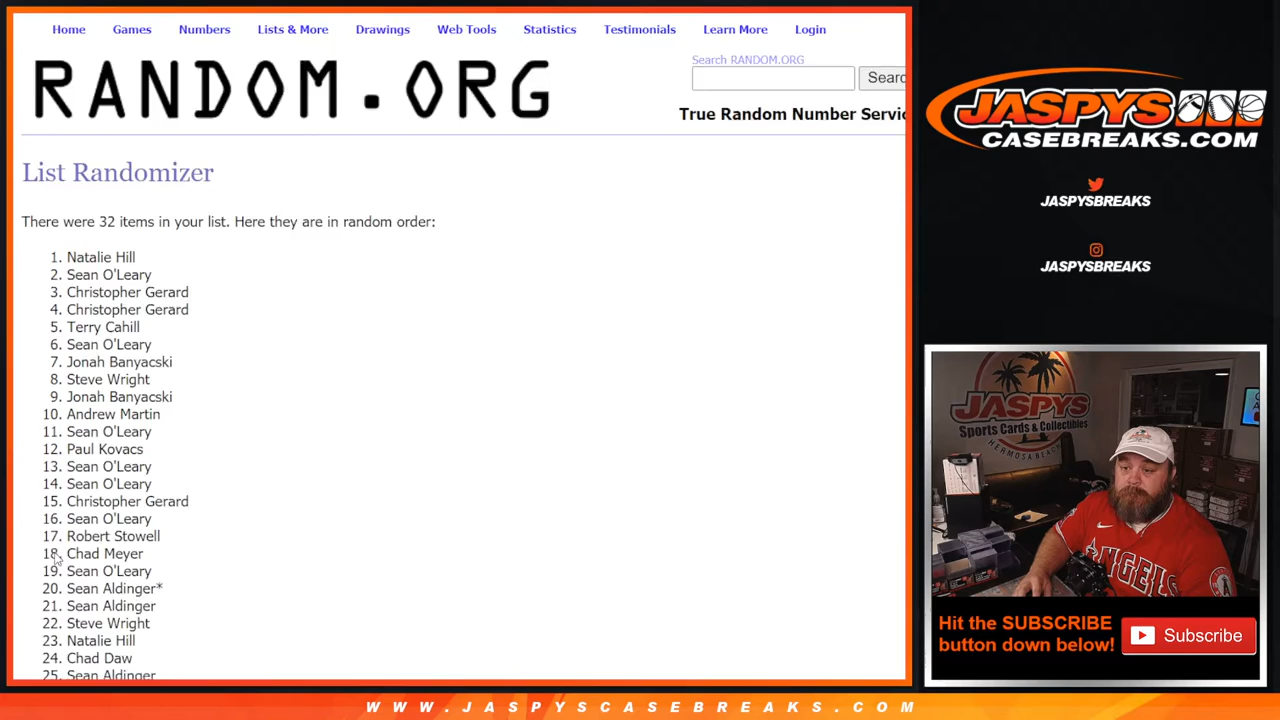 Home Games Numbers Lists & More Drawings Web Tools Statistics Testimonials Learn More Login
RANDOM.ORG
Search RANDOM.ORG
Searc
True Random Number Servic
List Randomizer
There were 32 items in your list. Here they are in random order:
1. Natalie Hill
2. Sean O'Leary
3. Christopher Gerard
4. Christopher Gerard
5. Terry Cahill
6. Sean O'Leary
7. Jonah Banyacski
8. Steve Wright
9. Jonah Banyacski
10. Andrew Martin
11. Sean O'Leary
12. Paul Kovacs
13. Sean O'Leary
14. Sean O'Leary
15. Christopher Gerard
16. Sean O'Leary
17. Robert Stowell
18. Chad Meyer
19. Sean O'Leary
20. Sean Aldinger*
21. Sean Aldinger
22. Steve Wright
23. Natalie Hill
24. Chad Daw
25. Sean Aldinger
JASPYS
CASEBREAKS.COM
JASPYSBREAKS
JASPYSBREAKS
JASPYS
Sports Cards & Collectibles
HERMOSA BEACH
ANGELS
Hit the SUBSCRIBE
button down below!
Subscribe
WWW.JASPYSCASEBREAKS.COM